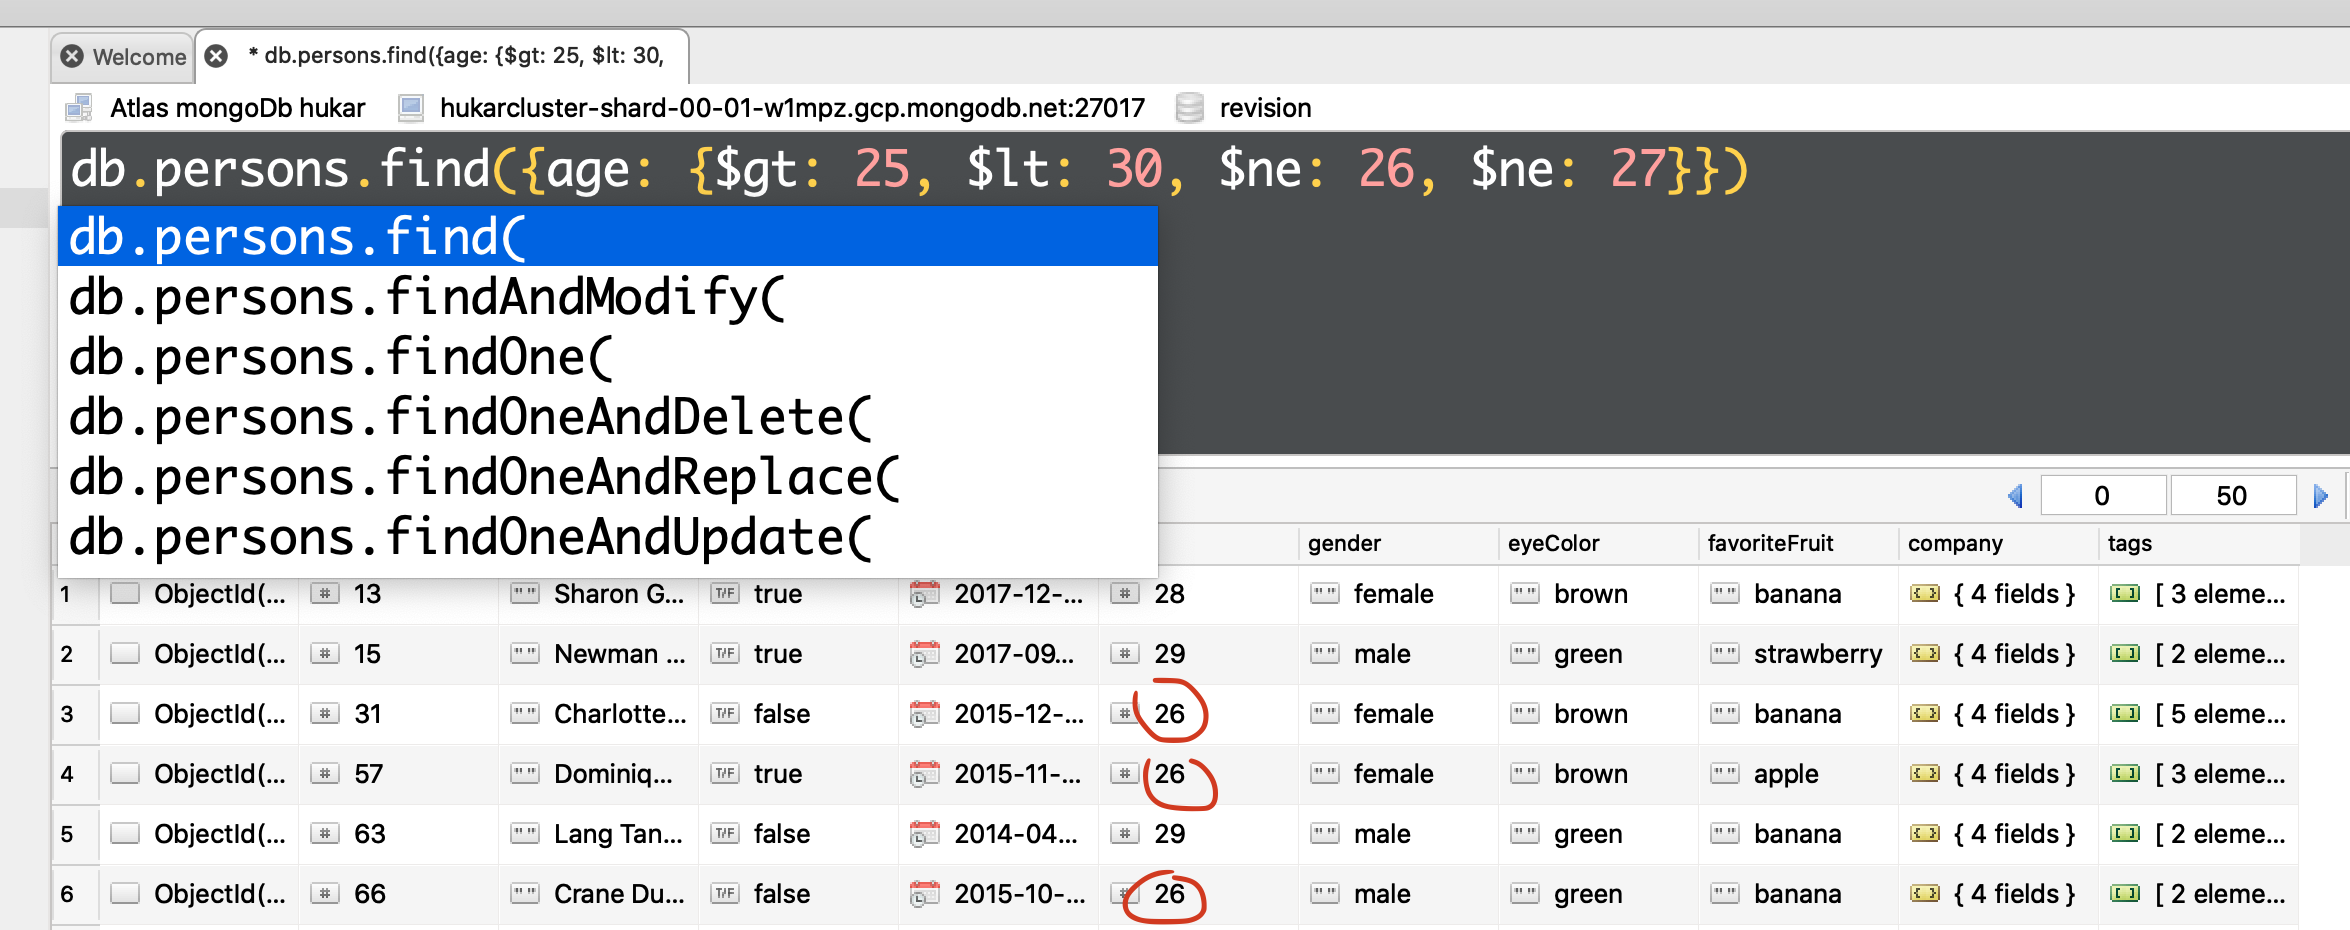 Welcome
* db.persons.find({age: {$gt: 25, $lt: 30,
Atlas mongoDb hukar hukarcluster-shard-00-01-w1mpz.gcp.mongodb.net:27017 revision
db.persons.find({age: {$gt: 25, $lt: 30, $ne: 26, $ne: 27}})
db.persons.find(
db.persons.findAndModify(
db.persons.findOne(
db.persons.findOneAndDelete(
db.persons.findOneAndReplace(
db.persons.findOneAndUpdate(
0 50
gender eyeColor favoriteFruit company tags
1 ObjectId(... # 13 "" Sharon G... T/F true 2017-12-... # 28 "" female "" brown "" banana { } { 4 fields } [ ] [ 3 eleme...
2 ObjectId(... # 15 "" Newman ... T/F true 2017-09... # 29 "" male "" green "" strawberry { } { 4 fields } [ ] [ 2 eleme...
3 ObjectId(... # 31 "" Charlotte... T/F false 2015-12-... # 26 "" female "" brown "" banana { } { 4 fields } [ ] [ 5 eleme...
4 ObjectId(... # 57 "" Dominiq... T/F true 2015-11-... # 26 "" female "" brown "" apple { } { 4 fields } [ ] [ 3 eleme...
5 ObjectId(... # 63 "" Lang Tan... T/F false 2014-04... # 29 "" male "" green "" banana { } { 4 fields } [ ] [ 2 eleme...
6 ObjectId(... # 66 "" Crane Du... T/F false 2015-10-... # 26 "" male "" green "" banana { } { 4 fields } [ ] [ 2 eleme...